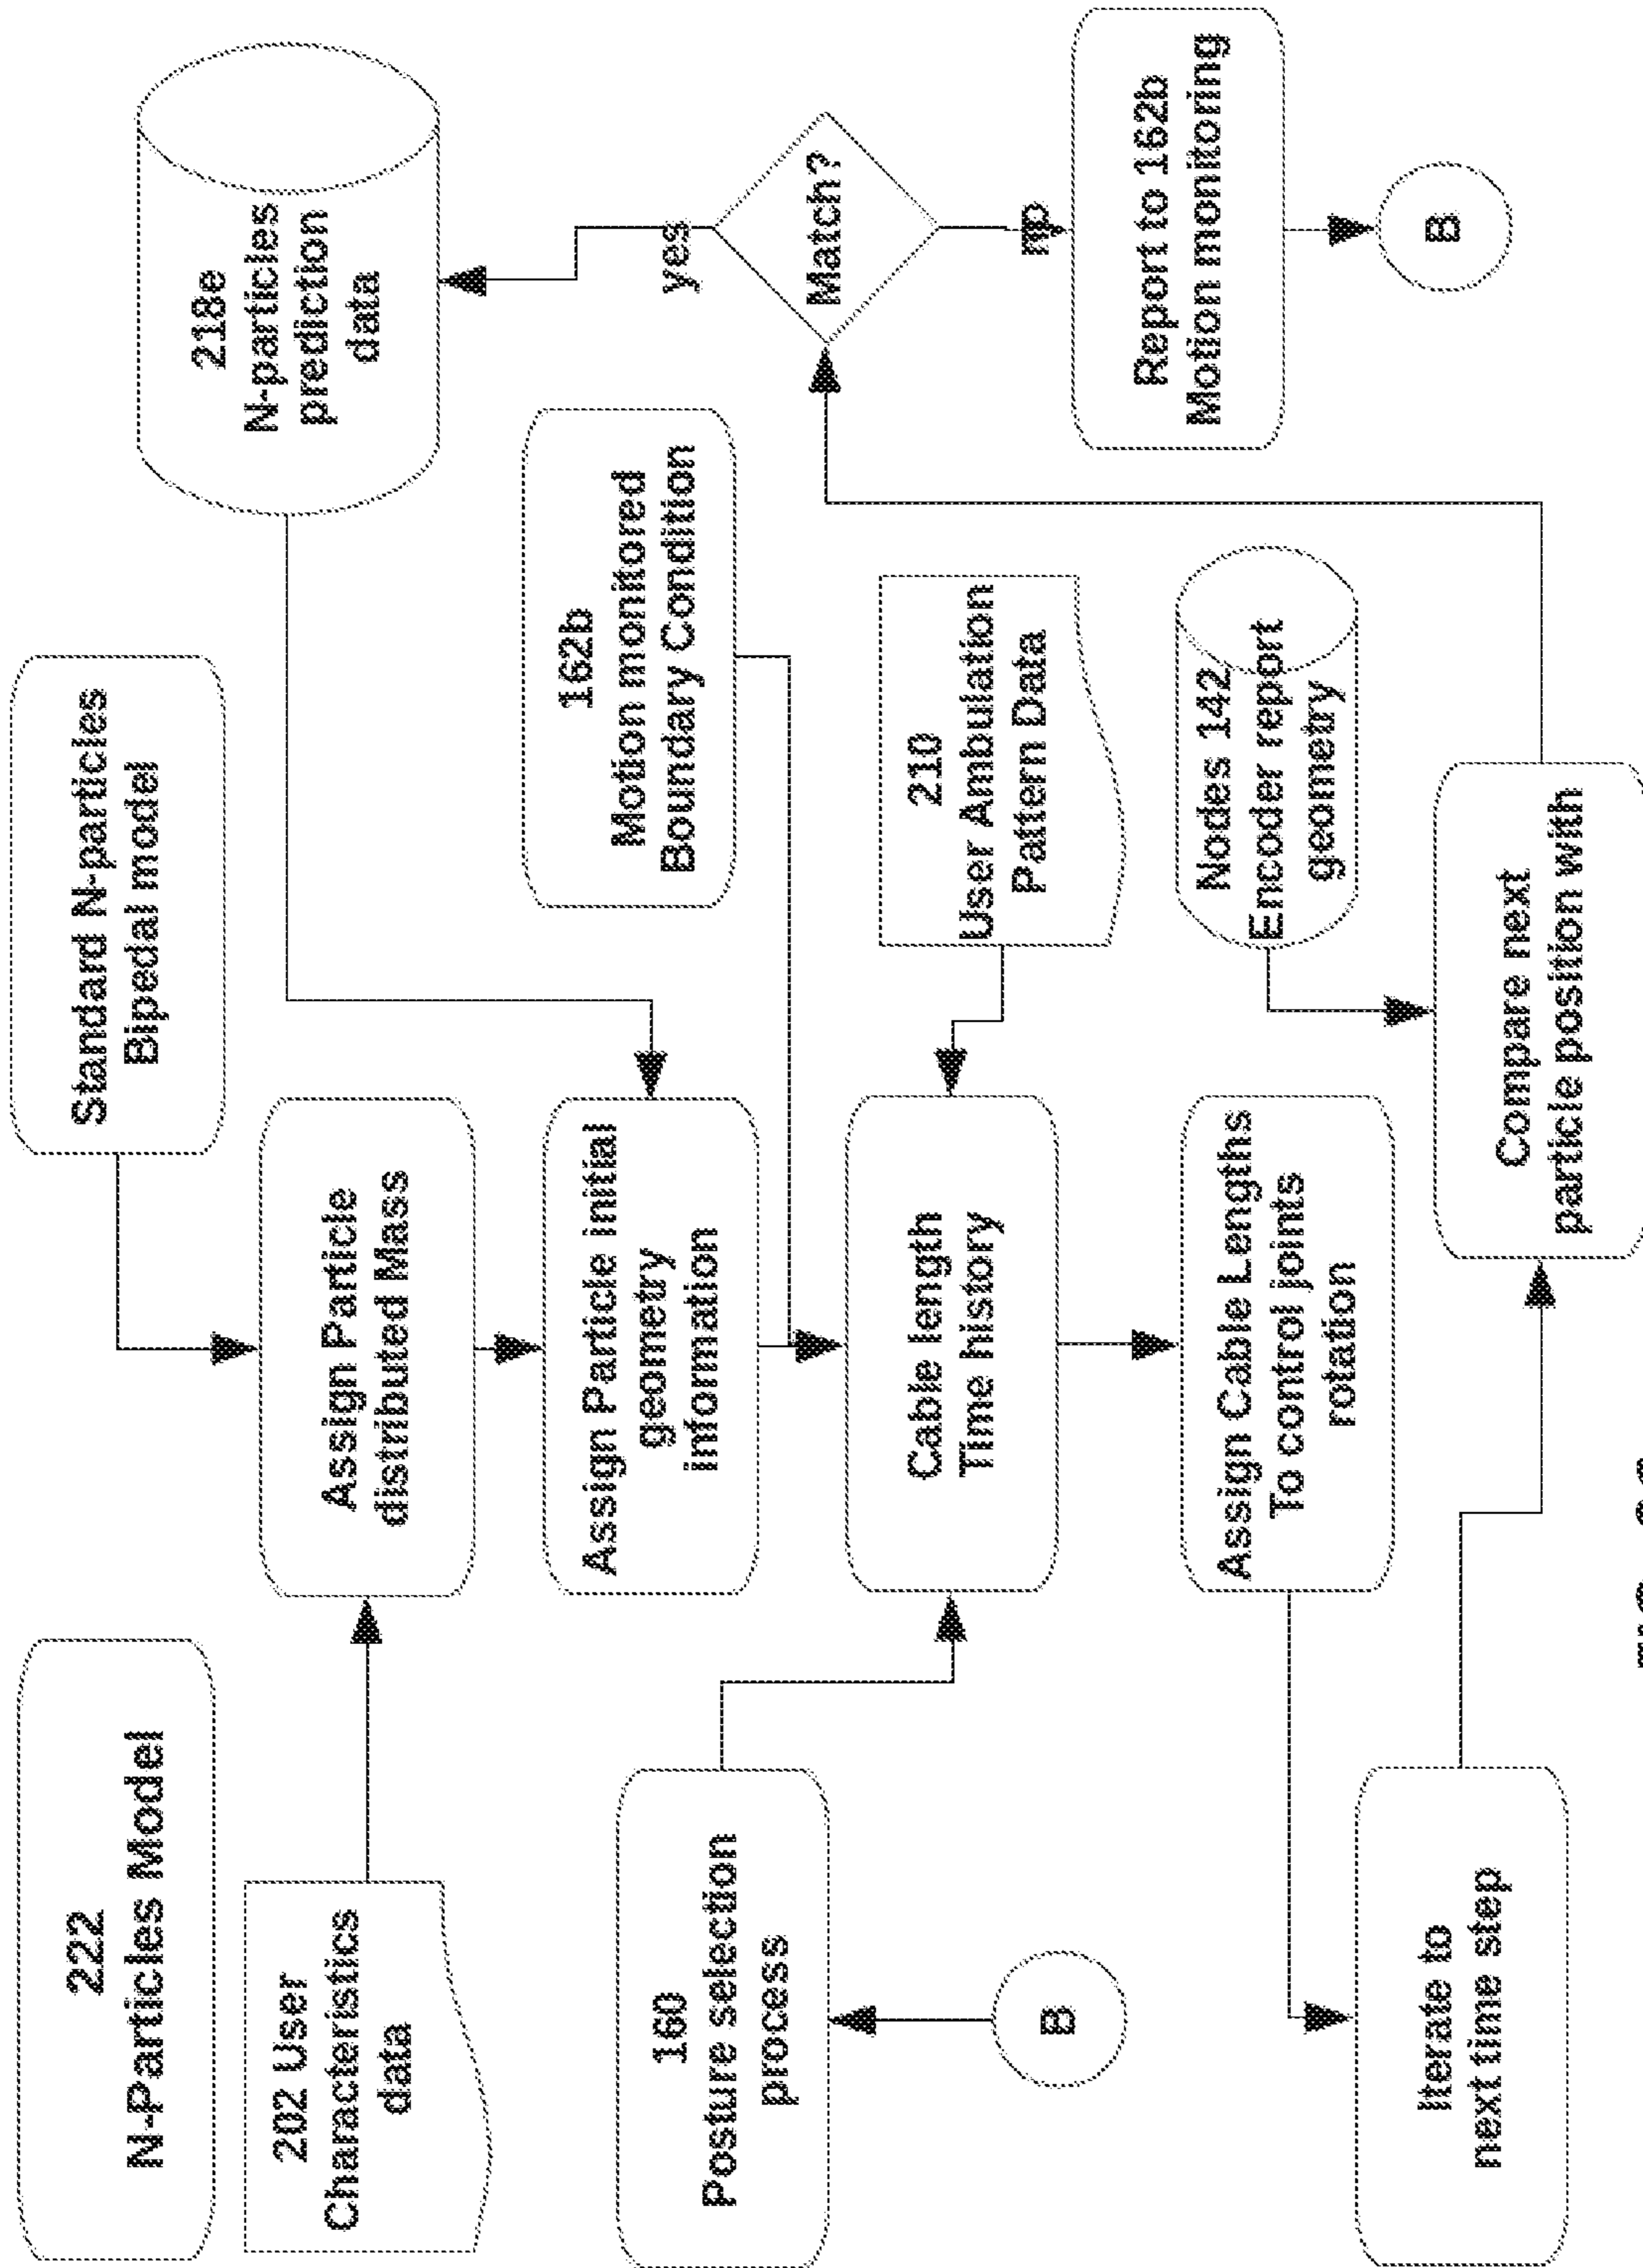 222
N-Particles Model
Standard N-particles
Bipedal model
218e
N-particles
prediction
data
202 User
Characteristics
data
Assign Particle
distributed Mass
162b
Motion monitored
Boundary Condition
Assign Particle initial
geometry
information
160
Posture selection
process
yes
Match?
no
Cable length
Time history
210
User Ambulation
Pattern Data
B
Report to 162b
Motion monitoring
Assign Cable Lengths
To control joints
rotation
Nodes 142
Encoder report
geometry
B
Iterate to
next time step
Compare next
particle position with